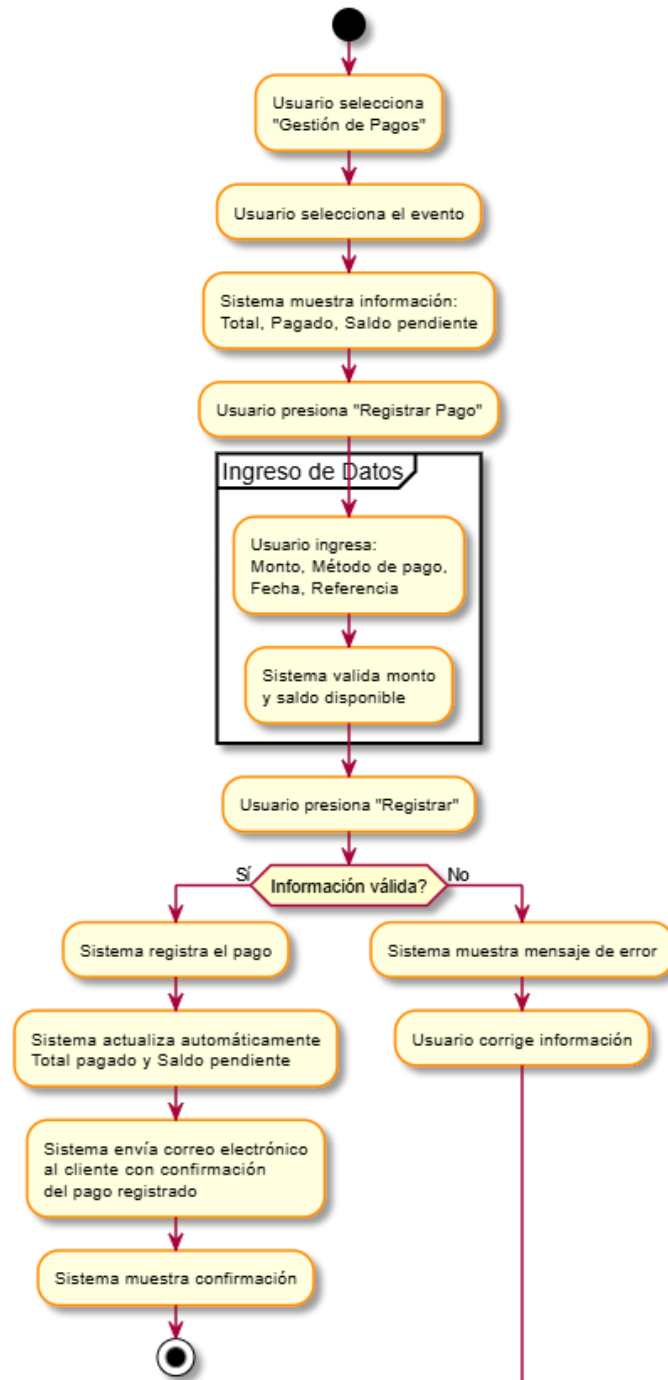 Usuario selecciona
"Gestión de Pagos"
Usuario selecciona el evento
Sistema muestra información:
Total, Pagado, Saldo pendiente
Usuario presiona "Registrar Pago"
Ingreso de Datos
Usuario ingresa:
Monto, Método de pago,
Fecha, Referencia
Sistema valida monto
y saldo disponible
Usuario presiona "Registrar"
Información válida?
Sí
No
Sistema registra el pago
Sistema actualiza automáticamente
Total pagado y Saldo pendiente
Sistema envía correo electrónico
al cliente con confirmación
del pago registrado
Sistema muestra confirmación
Sistema muestra mensaje de error
Usuario corrige información